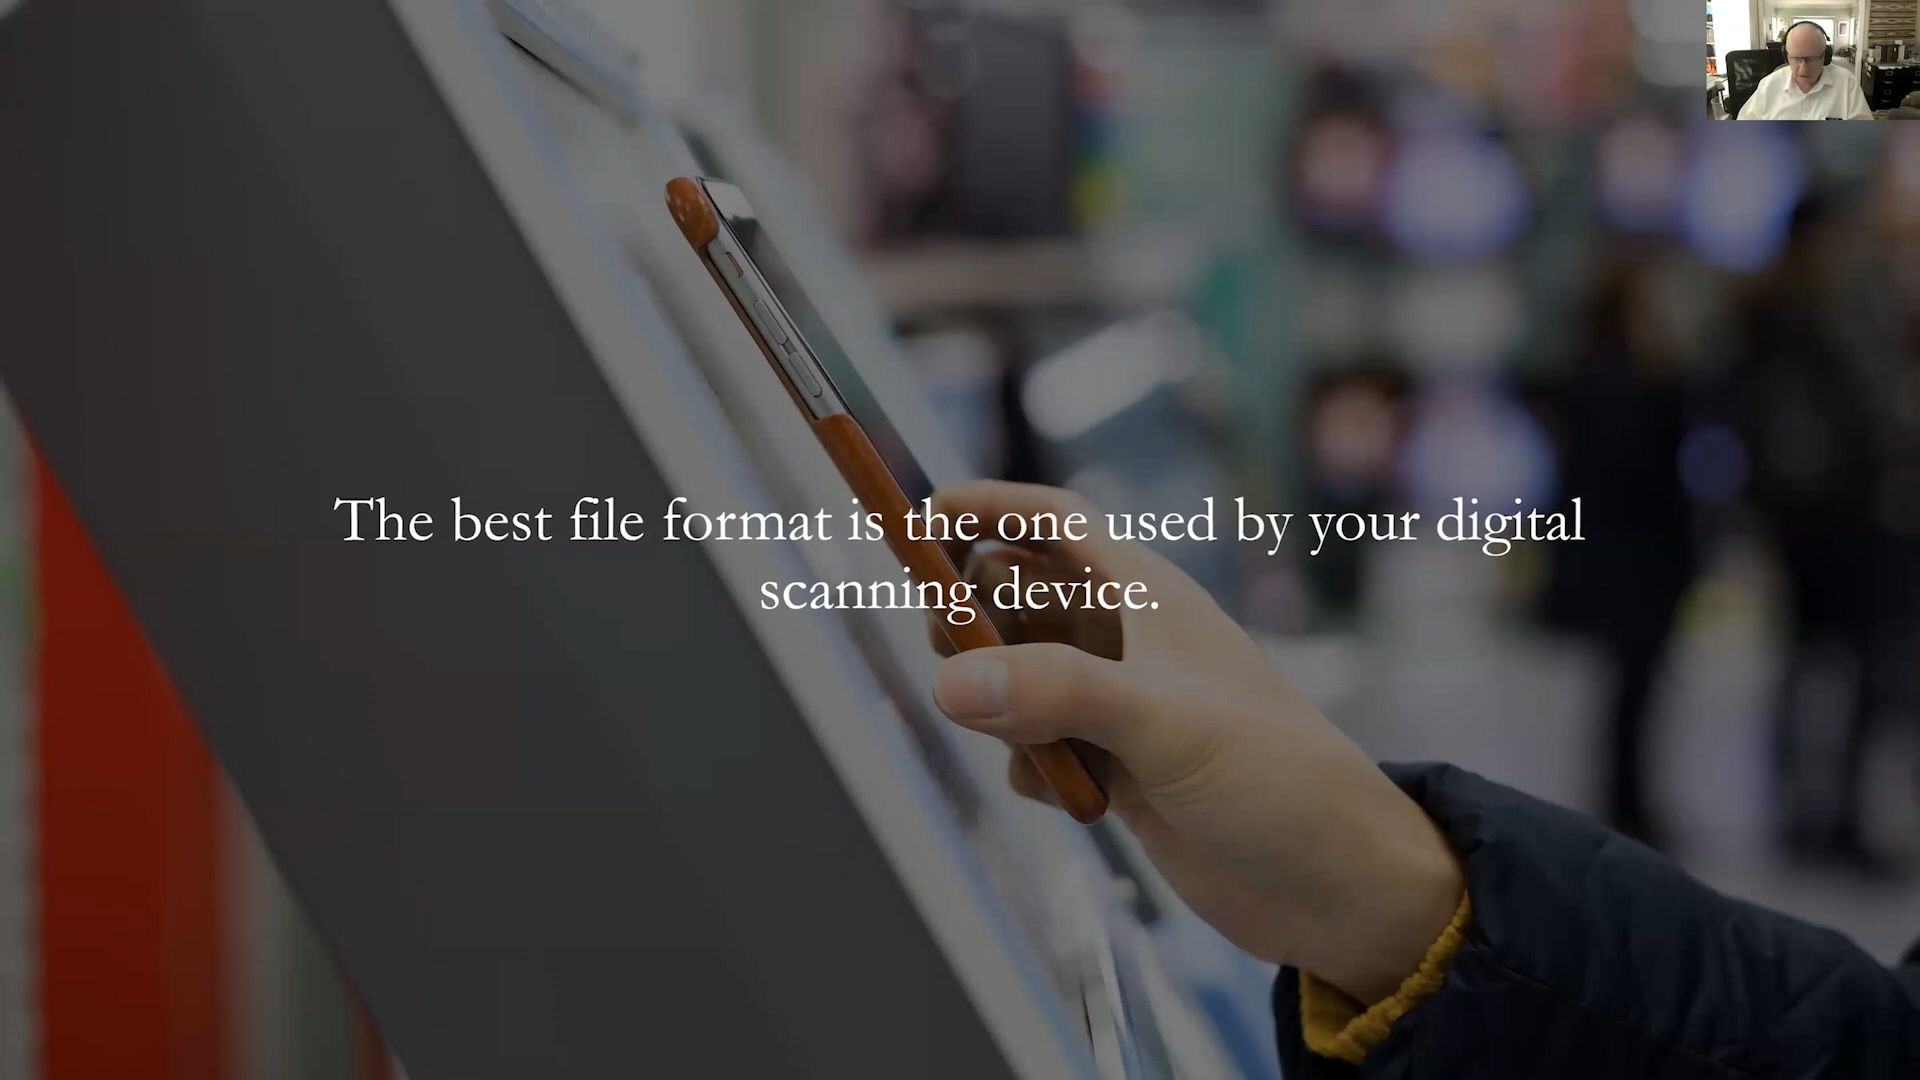 The best file format is the one used by your digital
scanning device.